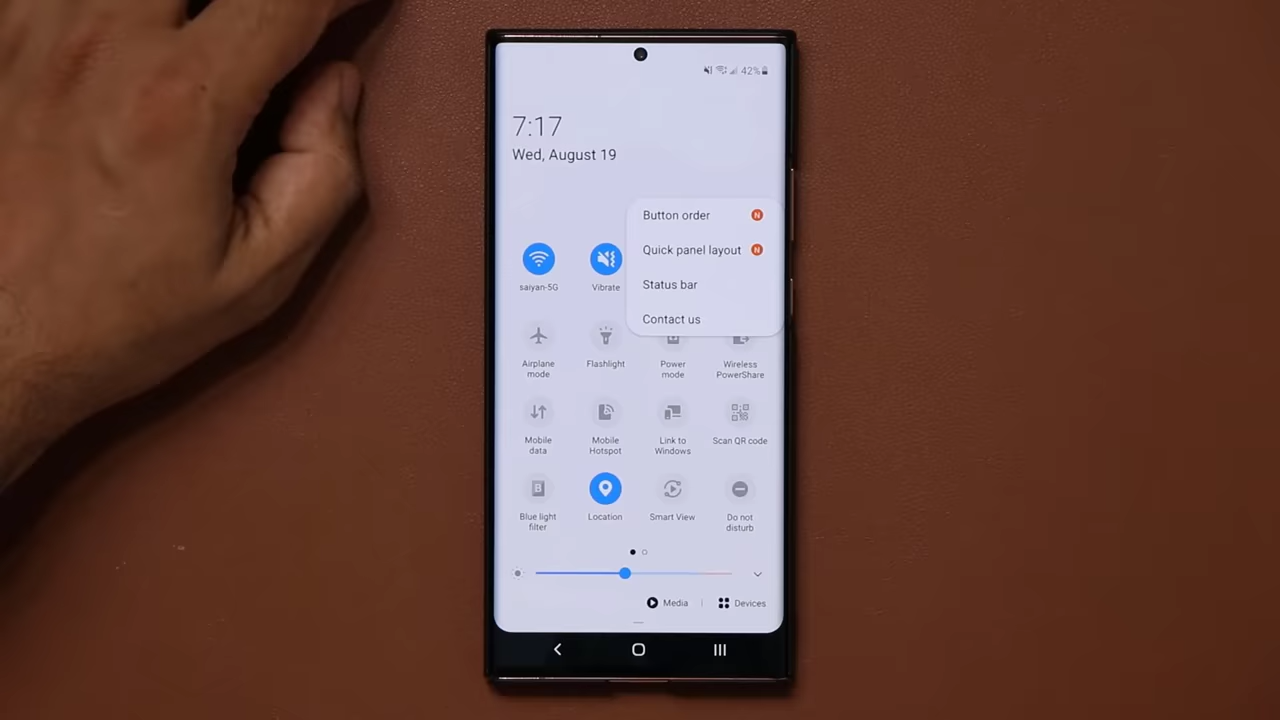 42%
7:17
Wed, August 19
Button order N
Quick panel layout N
Status bar
Contact us
saiyan-5G
Vibrate
Airplane
mode
Flashlight
Power
mode
Wireless
PowerShare
Mobile
data
Mobile
Hotspot
Link to
Windows
Scan QR code
B
Blue light
filter
Location
Smart View
Do not
disturb
Media
Devices